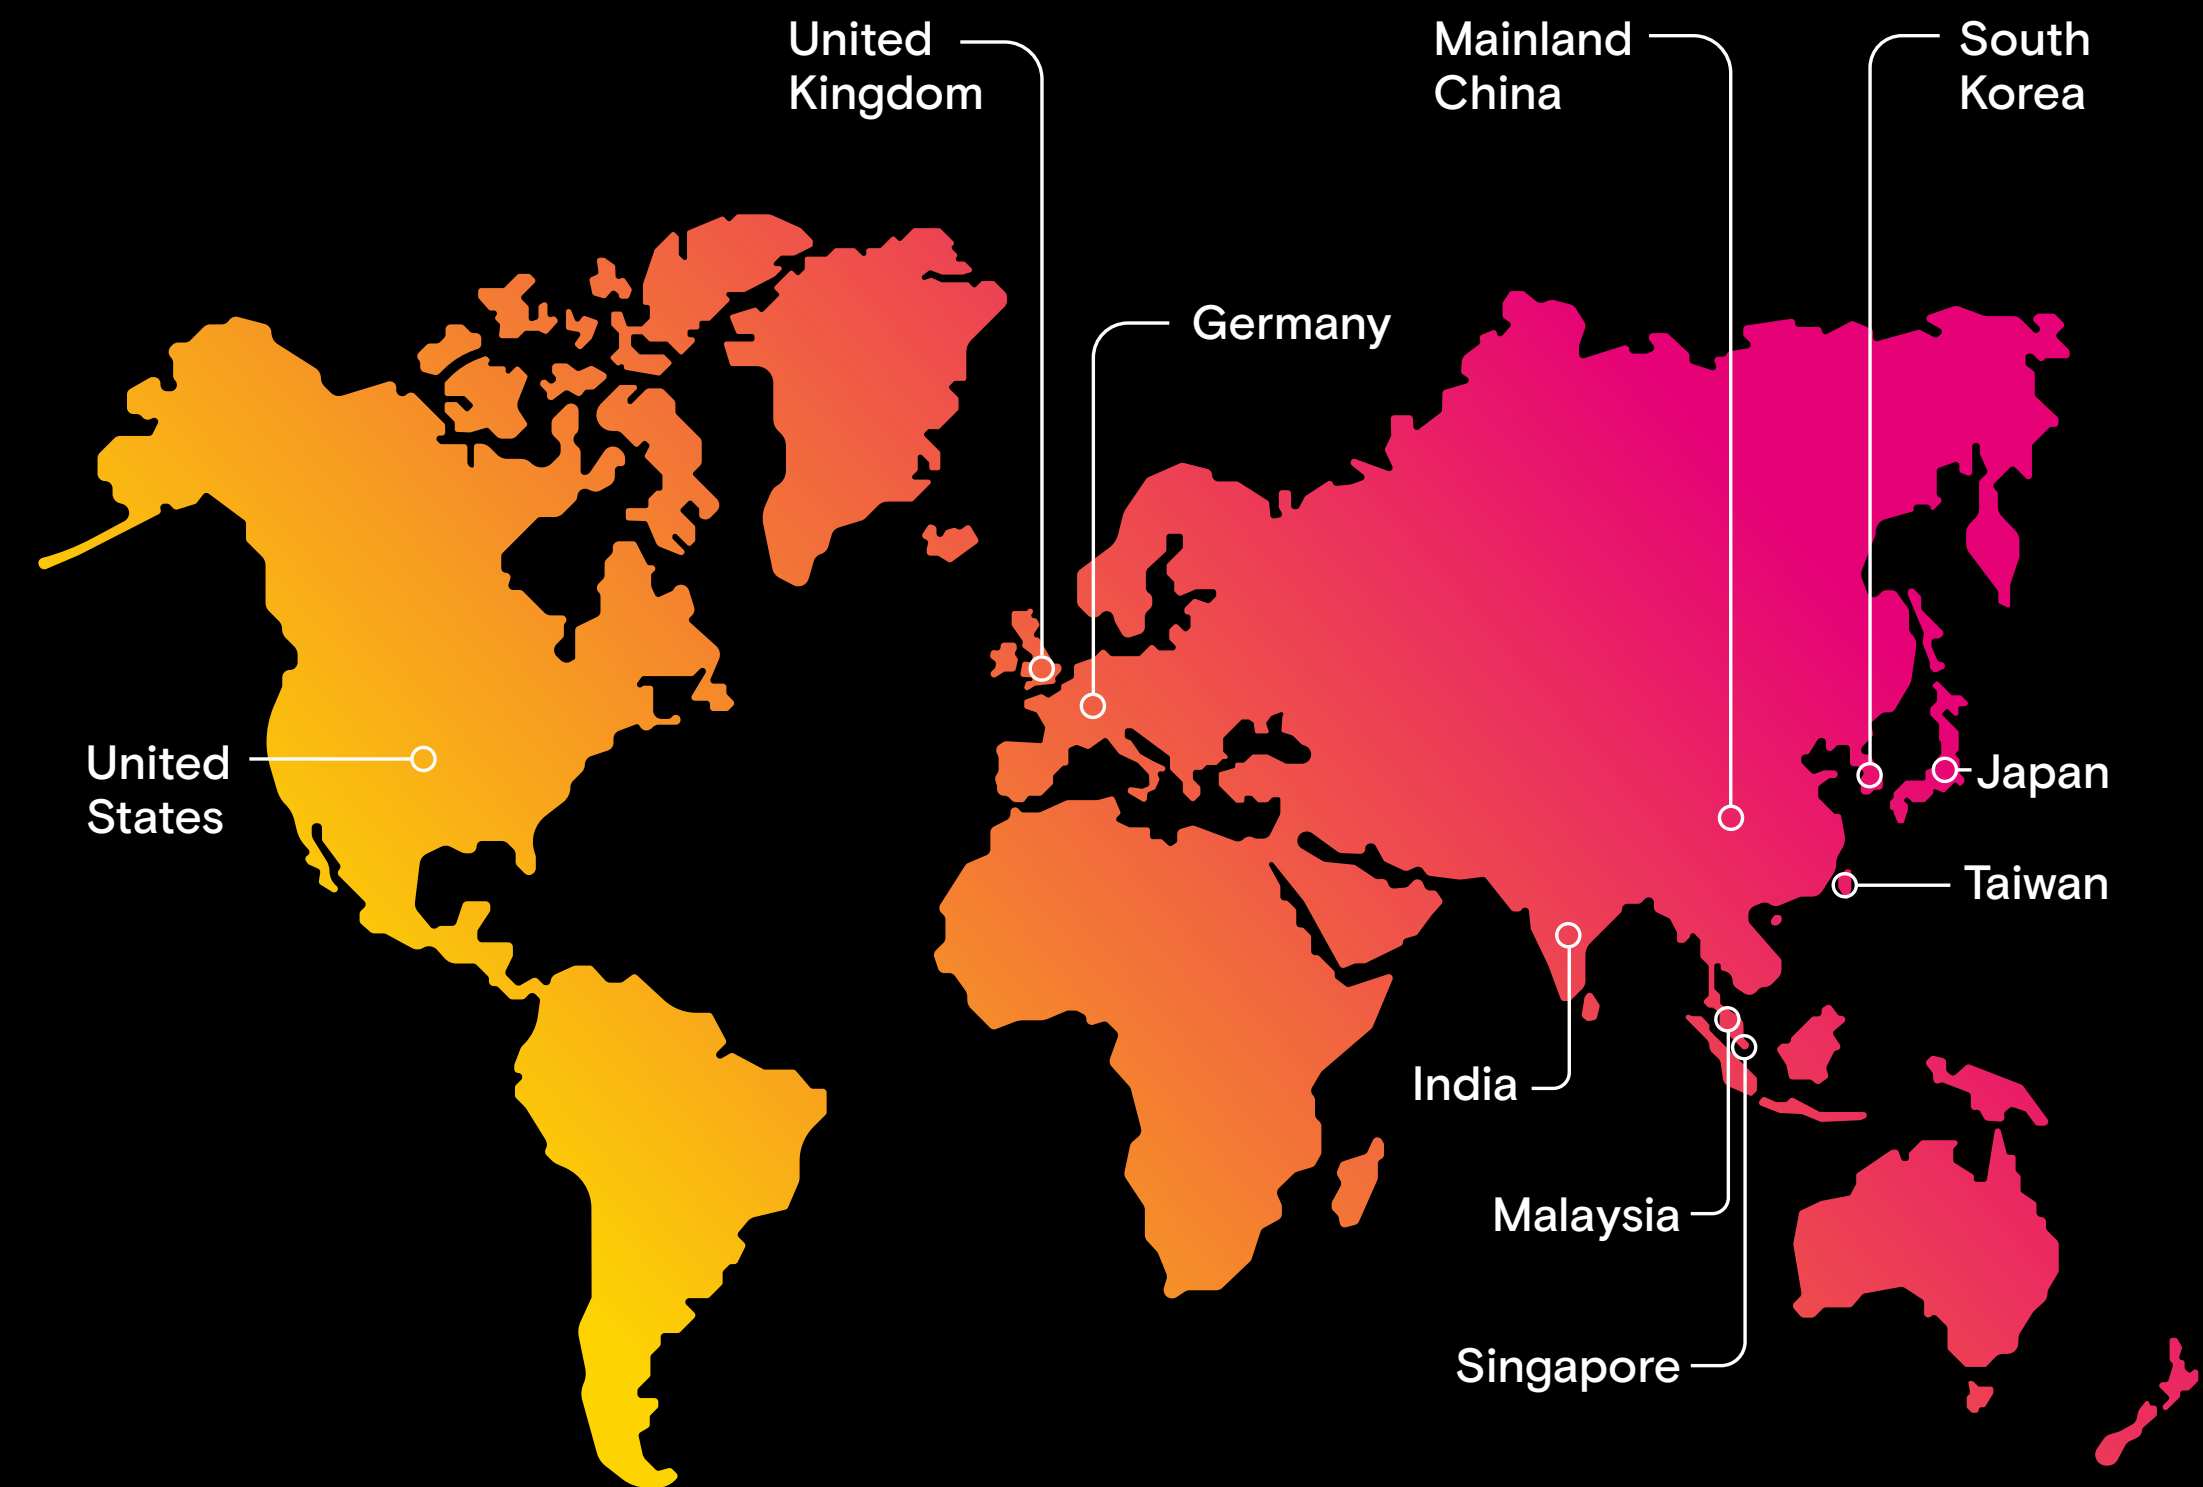 United
Kingdom
Mainland
China
South
Korea
Germany
United
States
Japan
Taiwan
India
Malaysia
Singapore